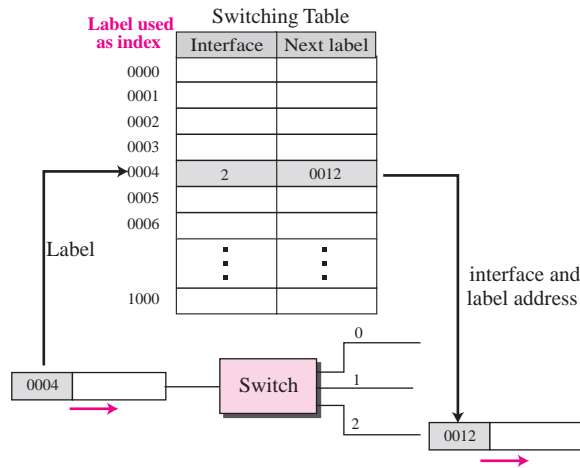 Switching Table
Label used
as index
Interface Next label
0000
0001
0002
0003
0004 2 0012
0005
0006
1000
Label
interface and
label address
0004
Switch
0
1
2
0012